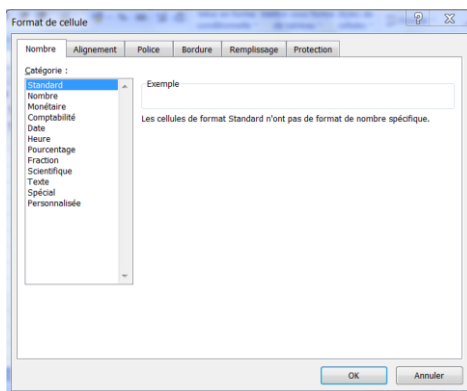 Format de cellule
Nombre Alignement Police Bordure Remplissage Protection
Catégorie :
Standard
Nombre
Monétaire
Comptabilité
Date
Heure
Pourcentage
Fraction
Scientifique
Texte
Spécial
Personnalisée
Exemple
Les cellules de format Standard n'ont pas de format de nombre spécifique.
OK Annuler